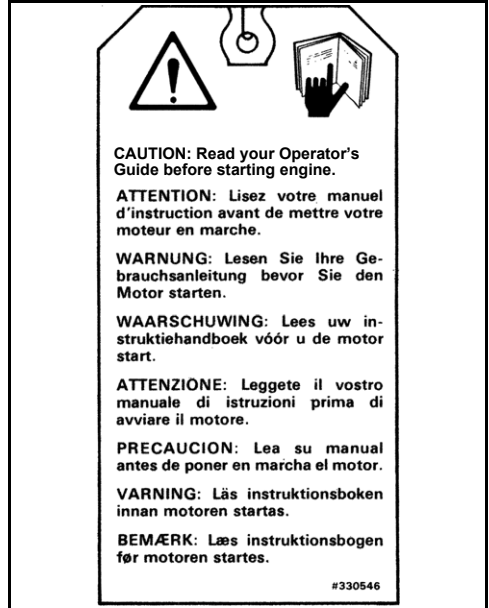 CAUTION: Read your Operator's
Guide before starting engine.
ATTENTION: Lisez votre manuel
d'instruction avant de mettre votre
moteur en marche.
WARNUNG: Lesen Sie Ihre Ge-
brauchsanleitung bevor Sie den
Motor starten.
WAARSCHUWING: Lees uw in-
struktiehandboek vóór u de motor
start.
ATTENZIONE: Leggete il vostro
manuale di istruzioni prima di
avviare il motore.
PRECAUCION: Lea su manual
antes de poner en marcha el motor.
VARNING: Läs instruktionsboken
innan motoren startas.
BEMÆRK: Læs instruktionsbogen
før motoren startes.
#330546